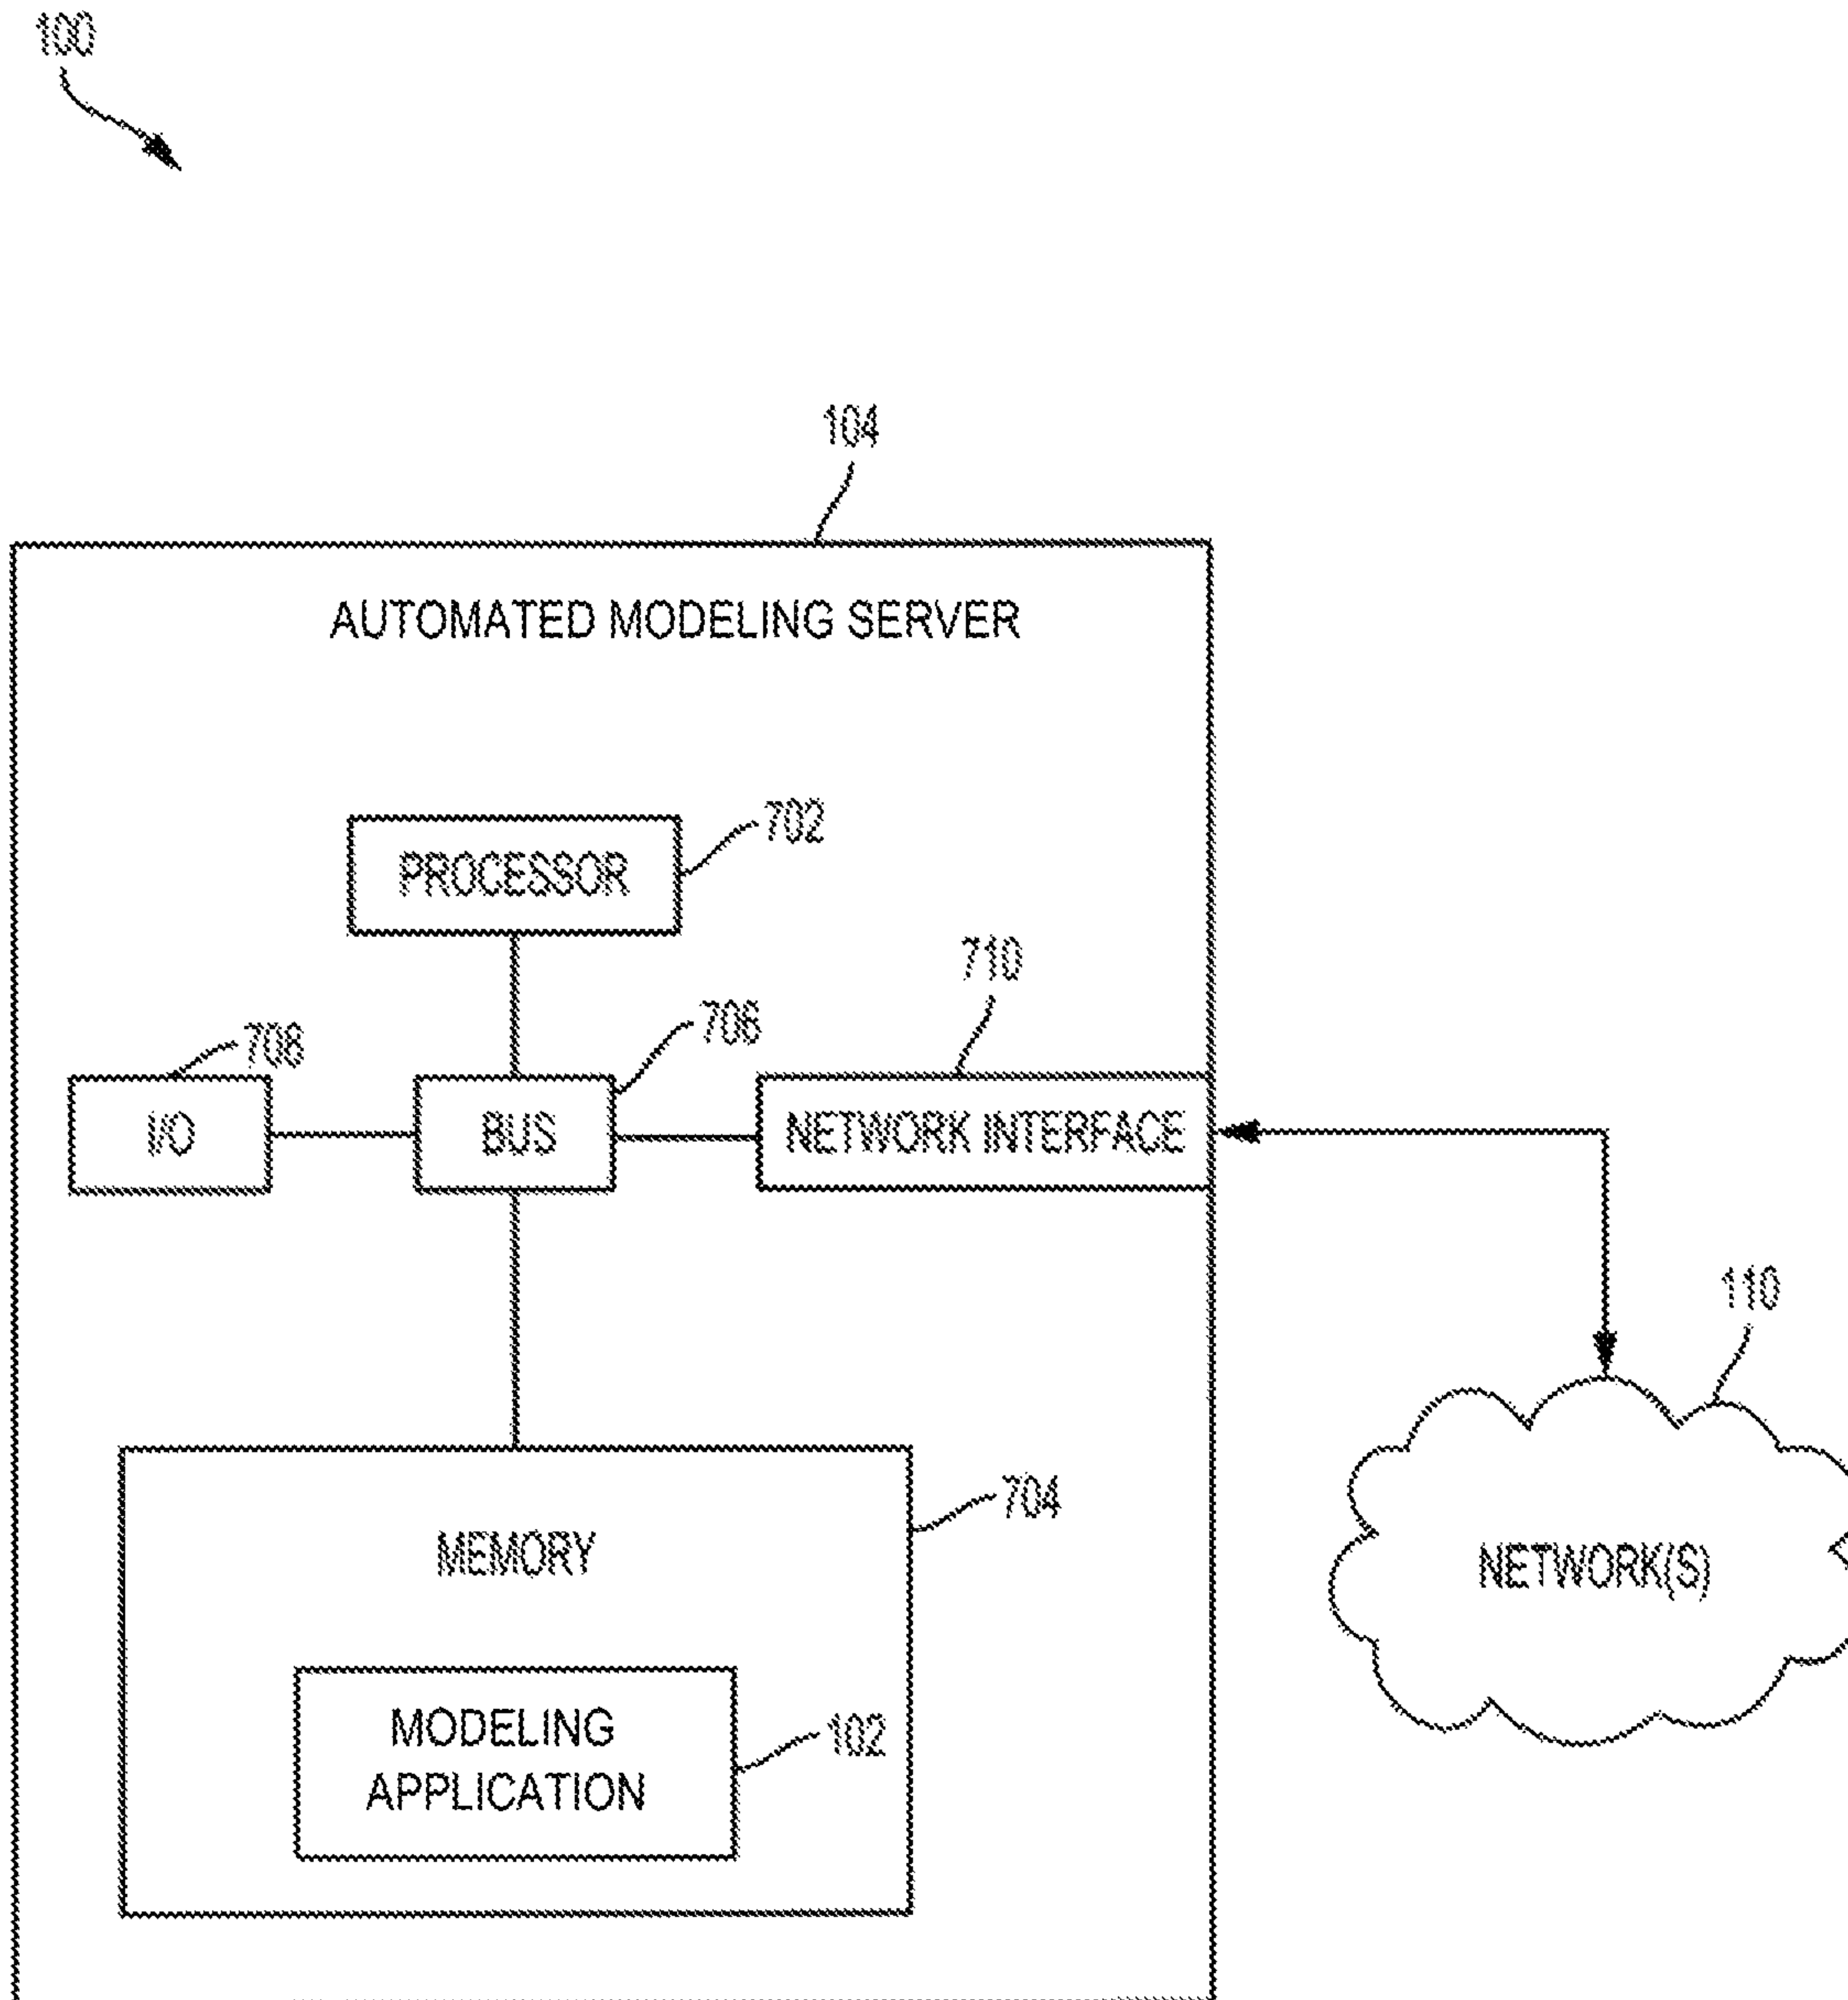 100
104
AUTOMATED MODELING SERVER
702
PROCESSOR
710
706
708
I/O
BUS
NETWORK INTERFACE
110
704
MEMORY
NETWORK(S)
MODELING
APPLICATION
102